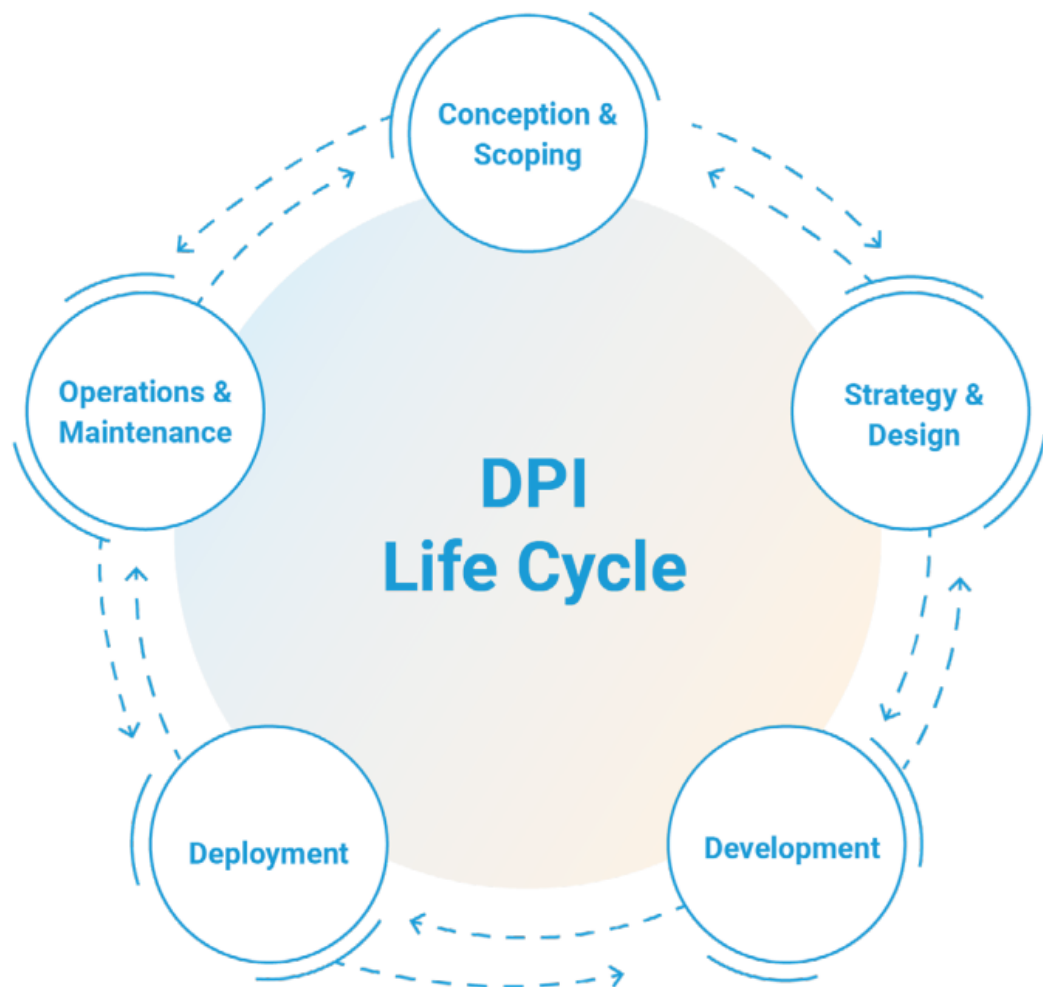 Conception &
Scoping
Strategy &
Design
Development
Deployment
Operations &
Maintenance
DPI
Life Cycle